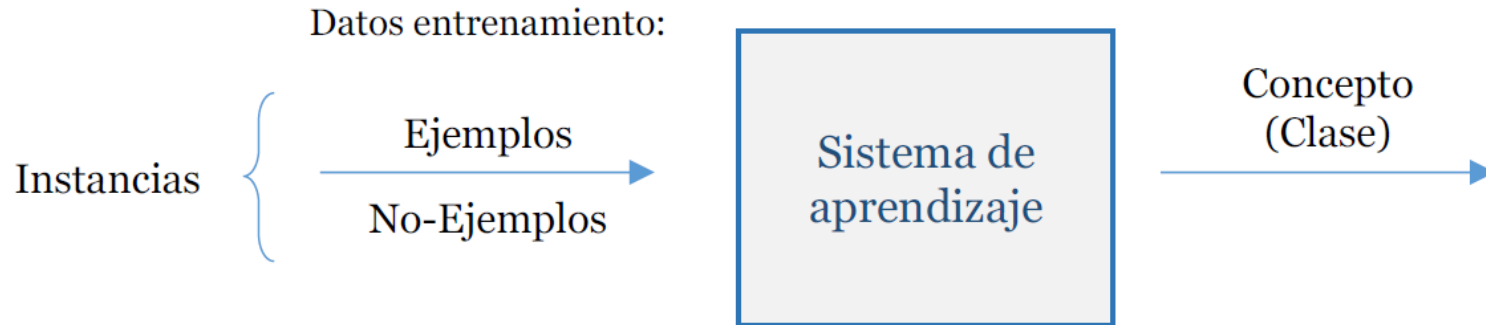 Datos entrenamiento:
Instancias
Ejemplos
No-Ejemplos
Sistema de
aprendizaje
Concepto
(Clase)